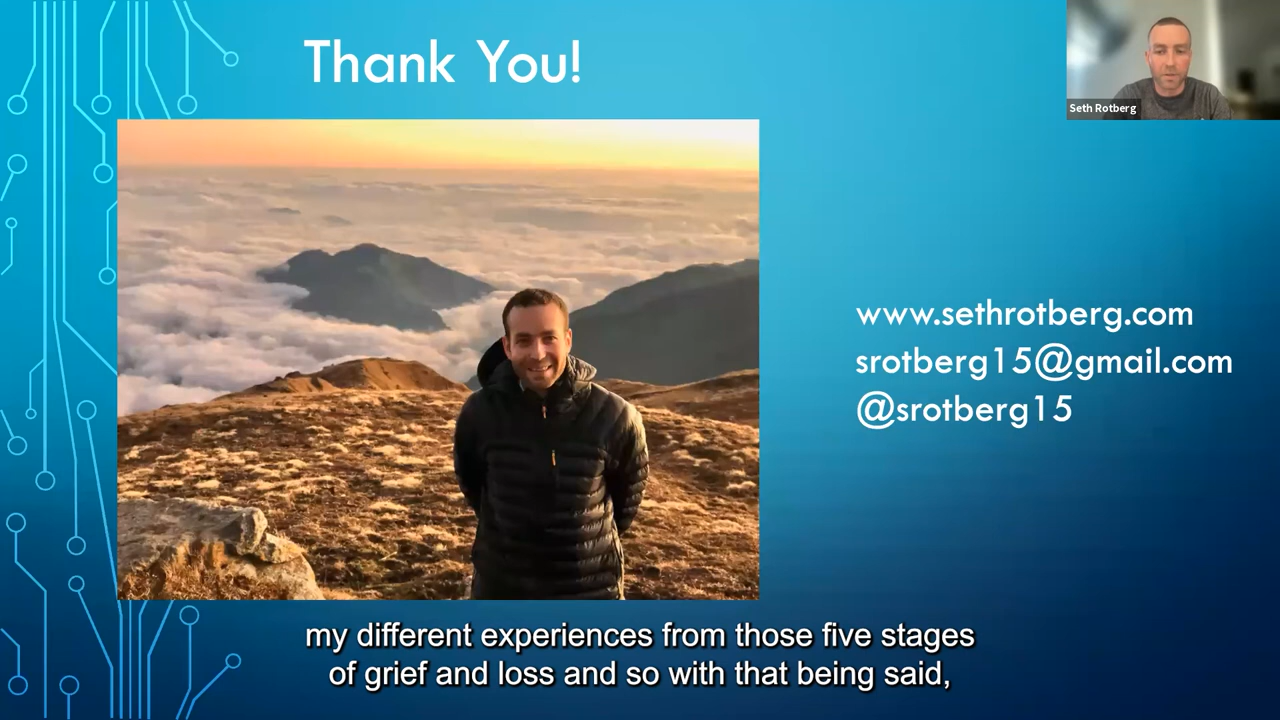 Thank You!
Seth Rotberg
www.sethrotberg.com
srotberg15@gmail.com
@srotberg15
my different experiences from those five stages
of grief and loss and so with that being said,